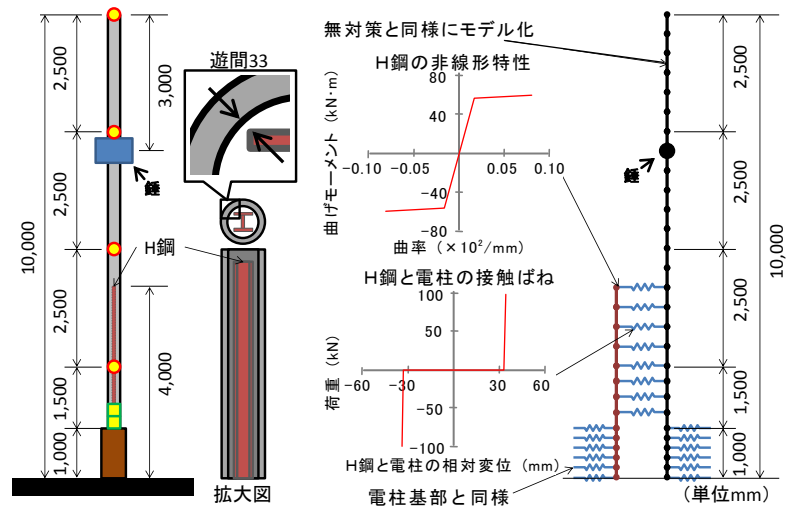 10,000
2,500
2,500
2,500
1,500
1,000
3,000
錘
H鋼
4,000
遊間33
拡大図
無対策と同様にモデル化
H鋼の非線形特性
曲げモーメント (kN·m)
80
40
-0.10
-0.05
0.05
0.10
-40
-80
曲率 (×10²/mm)
H鋼と電柱の接触ばね
荷重 (kN)
100
50
0
-60
-30
30
60
-50
-100
H鋼と電柱の相対変位 (mm)
電柱基部と同様
錘
2,500
2,500
2,500
1,500
1,000
10,000
(単位mm)